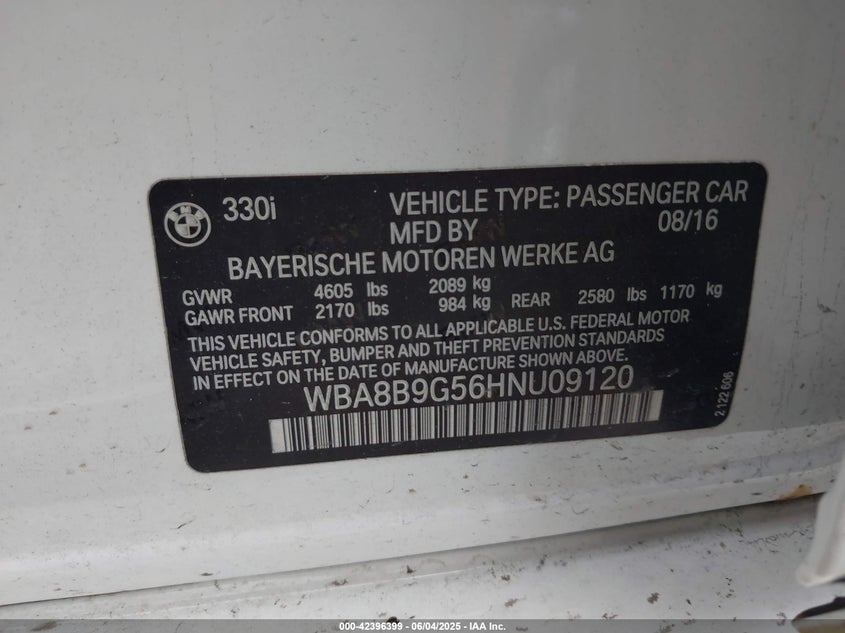 BMW
330i VEHICLE TYPE: PASSENGER CAR
MFD BY 08/16
BAYERISCHE MOTOREN WERKE AG
GVWR 4605 lbs 2089 kg
GAWR FRONT 2170 lbs 984 kg REAR 2580 lbs 1170 kg
THIS VEHICLE CONFORMS TO ALL APPLICABLE U.S. FEDERAL MOTOR
VEHICLE SAFETY, BUMPER AND THEFT PREVENTION STANDARDS
IN EFFECT ON THE DATE OF MANUFACTURE SHOWN ABOVE.
WBA8B9G56HNU09120
2 122 606
000-42396399 - 06/04/2025 - IAA Inc.